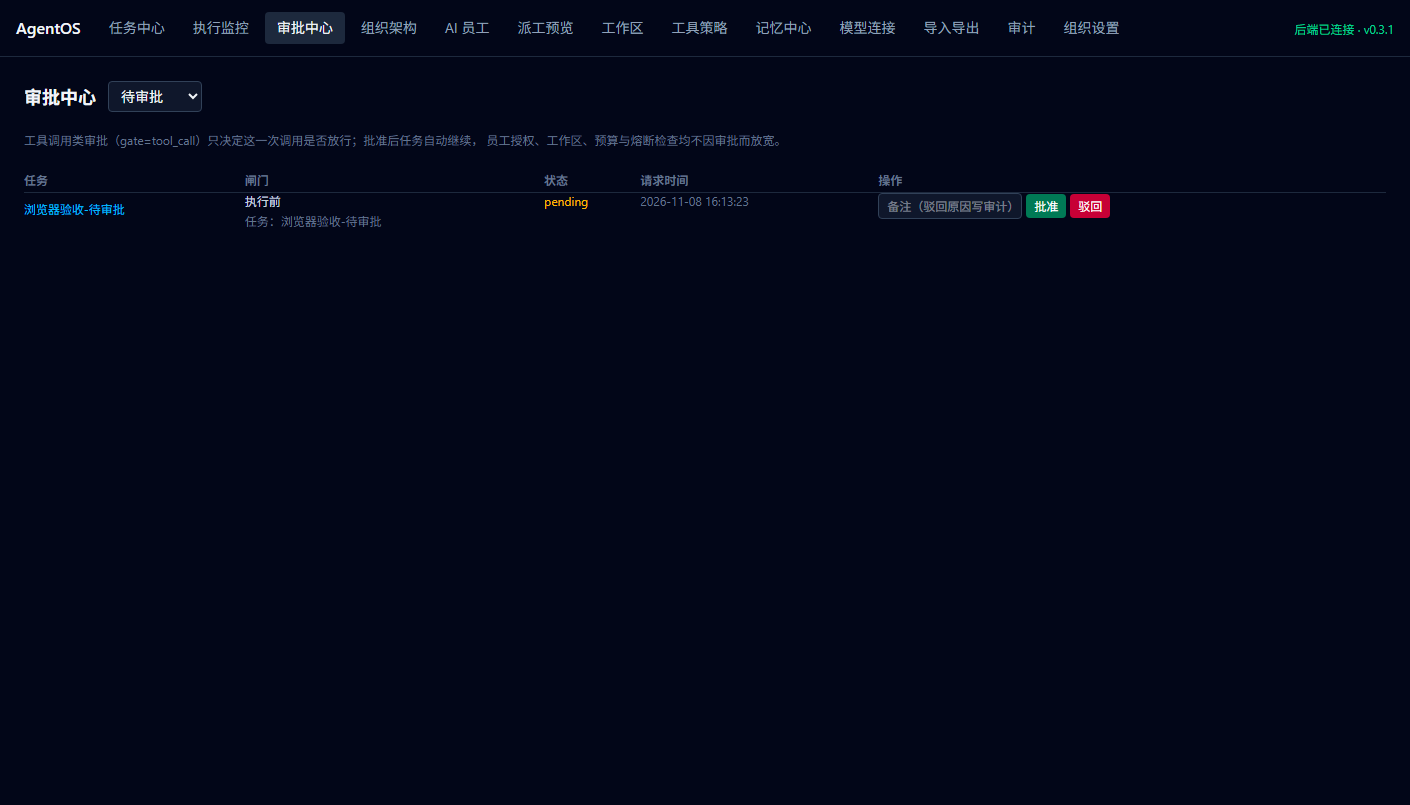 AgentOS 任务中心 执行监控 审批中心 组织架构 AI 员工 派工预览 工作区 工具策略 记忆中心 模型连接 导入导出 审计 组织设置 后端已连接 · v0.3.1
审批中心 待审批
工具调用类审批（gate=tool_call）只决定这一次调用是否放行；批准后任务自动继续， 员工授权、工作区、预算与熔断检查均不因审批而放宽。
任务 闸门 状态 请求时间 操作
浏览器验收-待审批 执行前 pending 2026-11-08 16:13:23 备注（驳回原因写审计） 批准 驳回
任务：浏览器验收-待审批